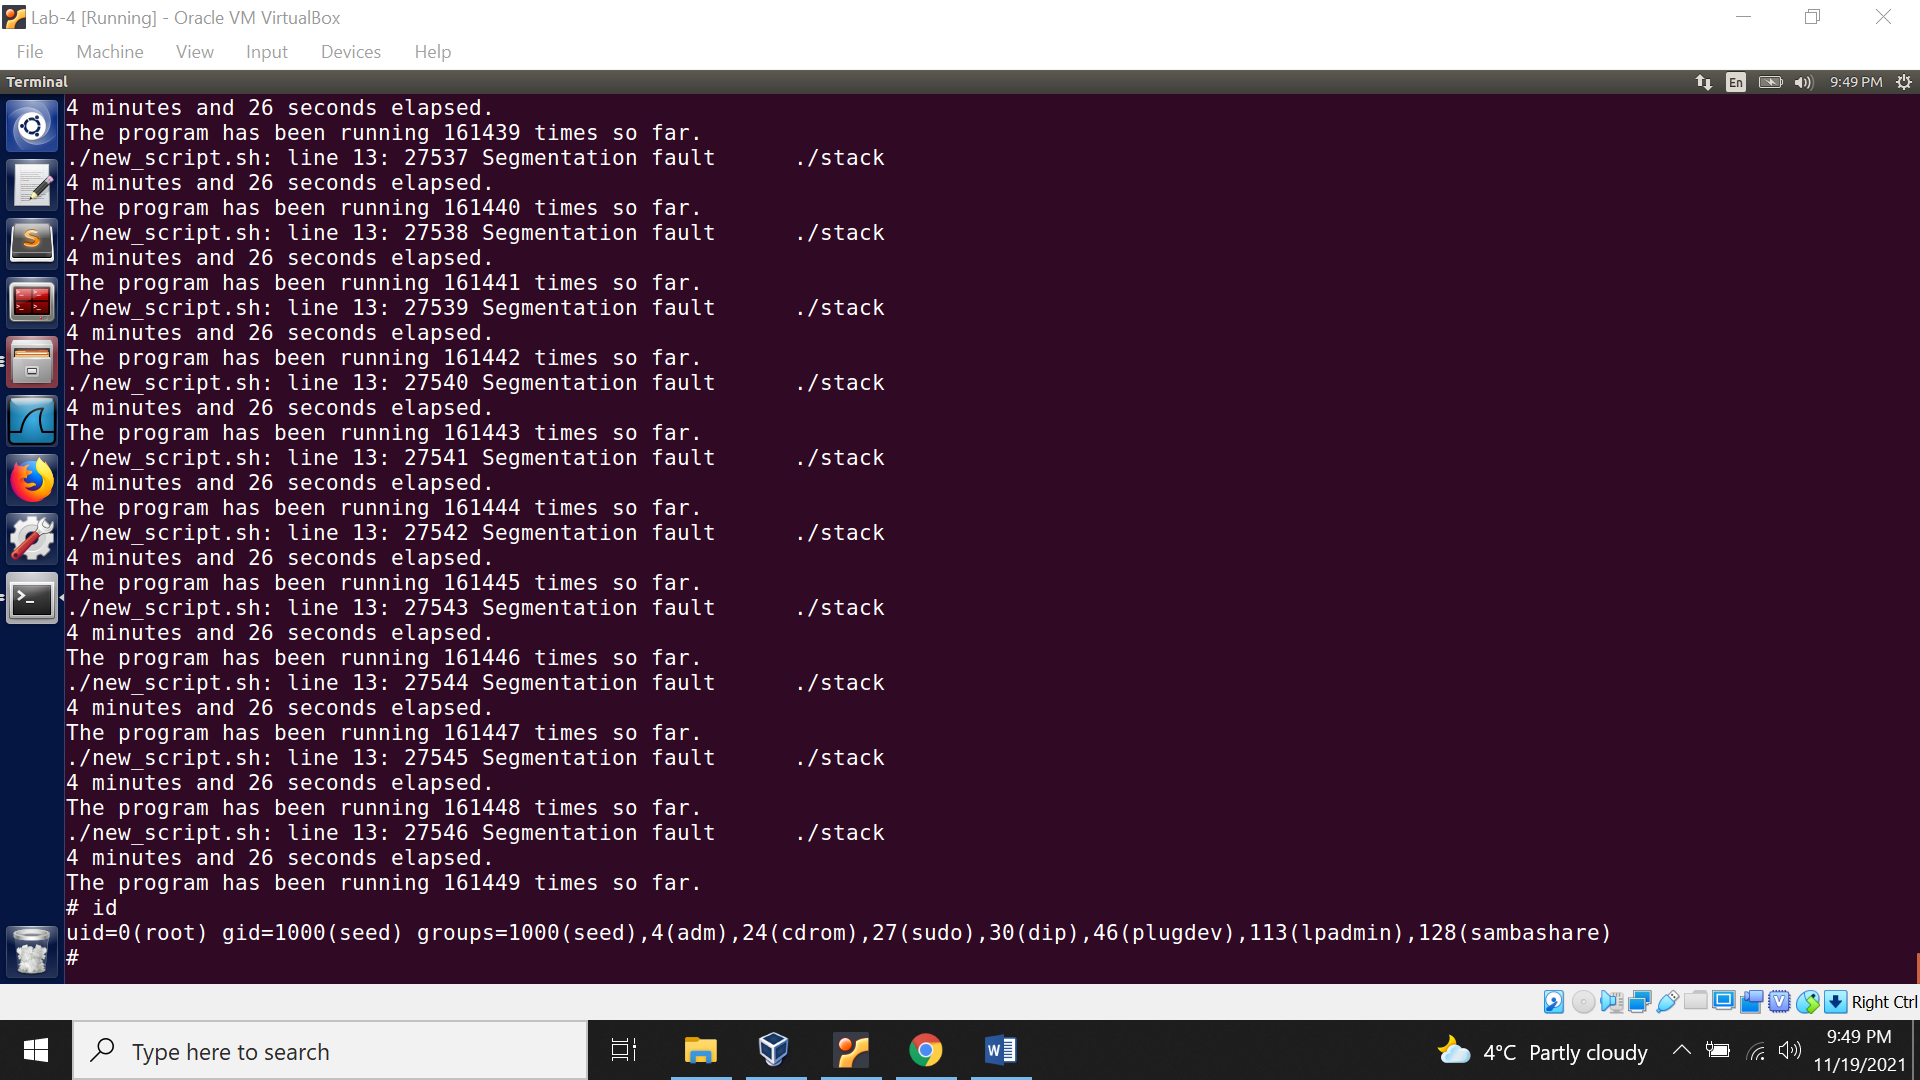 Lab-4 [Running] - Oracle VM VirtualBox
File Machine View Input Devices Help
Terminal
En
9:49 PM
4 minutes and 26 seconds elapsed.
The program has been running 161439 times so far.
./new_script.sh: line 13: 27537 Segmentation fault ./stack
4 minutes and 26 seconds elapsed.
The program has been running 161440 times so far.
./new_script.sh: line 13: 27538 Segmentation fault ./stack
4 minutes and 26 seconds elapsed.
The program has been running 161441 times so far.
./new_script.sh: line 13: 27539 Segmentation fault ./stack
4 minutes and 26 seconds elapsed.
The program has been running 161442 times so far.
./new_script.sh: line 13: 27540 Segmentation fault ./stack
4 minutes and 26 seconds elapsed.
The program has been running 161443 times so far.
./new_script.sh: line 13: 27541 Segmentation fault ./stack
4 minutes and 26 seconds elapsed.
The program has been running 161444 times so far.
./new_script.sh: line 13: 27542 Segmentation fault ./stack
4 minutes and 26 seconds elapsed.
The program has been running 161445 times so far.
./new_script.sh: line 13: 27543 Segmentation fault ./stack
4 minutes and 26 seconds elapsed.
The program has been running 161446 times so far.
./new_script.sh: line 13: 27544 Segmentation fault ./stack
4 minutes and 26 seconds elapsed.
The program has been running 161447 times so far.
./new_script.sh: line 13: 27545 Segmentation fault ./stack
4 minutes and 26 seconds elapsed.
The program has been running 161448 times so far.
./new_script.sh: line 13: 27546 Segmentation fault ./stack
4 minutes and 26 seconds elapsed.
The program has been running 161449 times so far.
# id
uid=0(root) gid=1000(seed) groups=1000(seed),4(adm),24(cdrom),27(sudo),30(dip),46(plugdev),113(lpadmin),128(sambashare)
#
Right Ctrl
Type here to search
4°C Partly cloudy
9:49 PM
11/19/2021